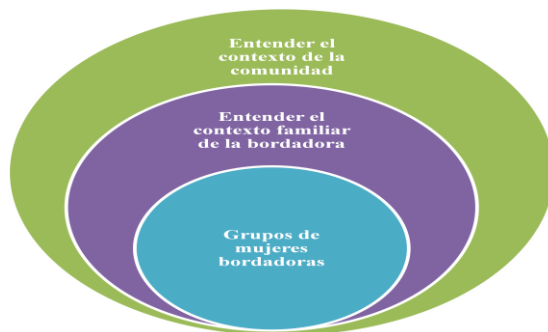 Entender el
contexto de la
comunidad
Entender el
contexto familiar
de la bordadora
Grupos de
mujeres
bordadoras